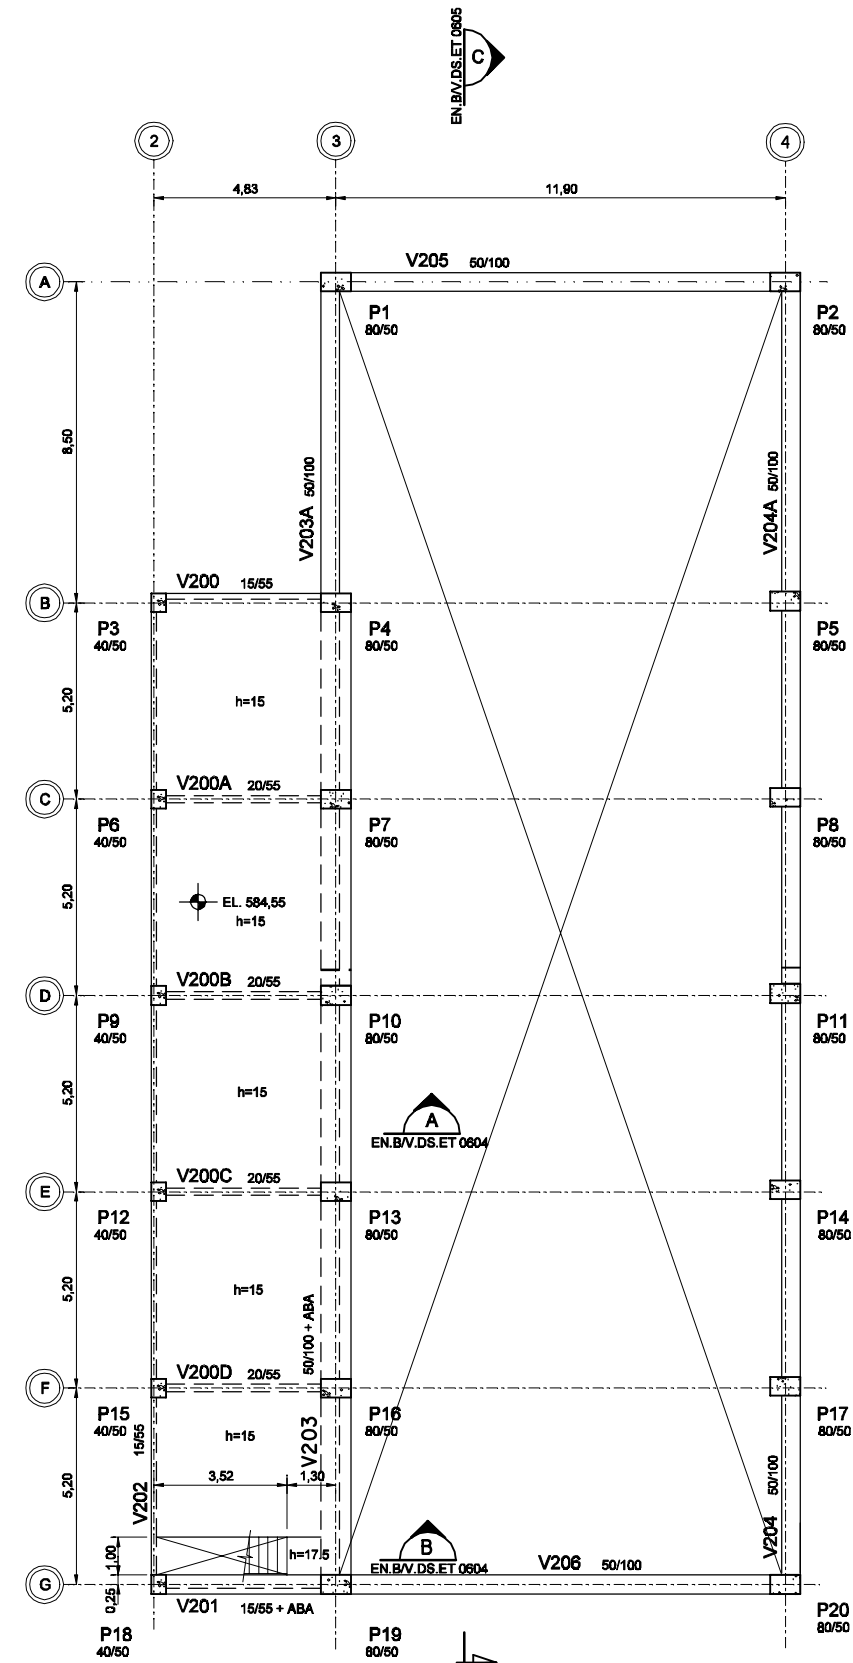 EN.B/V.DS.ET 0605
C
2
3
4
4,83
11,90
V205 50/100
A
P1
80/50
P2
80/50
8,50
V203A 50/100
V204A 50/100
V200 15/55
B
P3
40/50
P4
80/50
P5
80/50
5,20
h=15
V200A 20/55
C
P6
40/50
P7
80/50
P8
80/50
5,20
EL. 584,55
h=15
V200B 20/55
D
P9
40/50
P10
80/50
P11
80/50
5,20
h=15
A
EN.B/V.DS.ET 0604
V200C 20/55
E
P12
40/50
P13
80/50
P14
80/50
5,20
h=15
V203 50/100 + ABA
V200D 20/55
F
P15
40/50
P16
80/50
P17
80/50
5,20
V202 15/55
h=15
3,52
1,30
V204 50/100
1,00
h=17.5
B
EN.B/V.DS.ET 0604
V206 50/100
G
0,25
V201 15/55 + ABA
P18
40/50
P19
80/50
P20
80/50